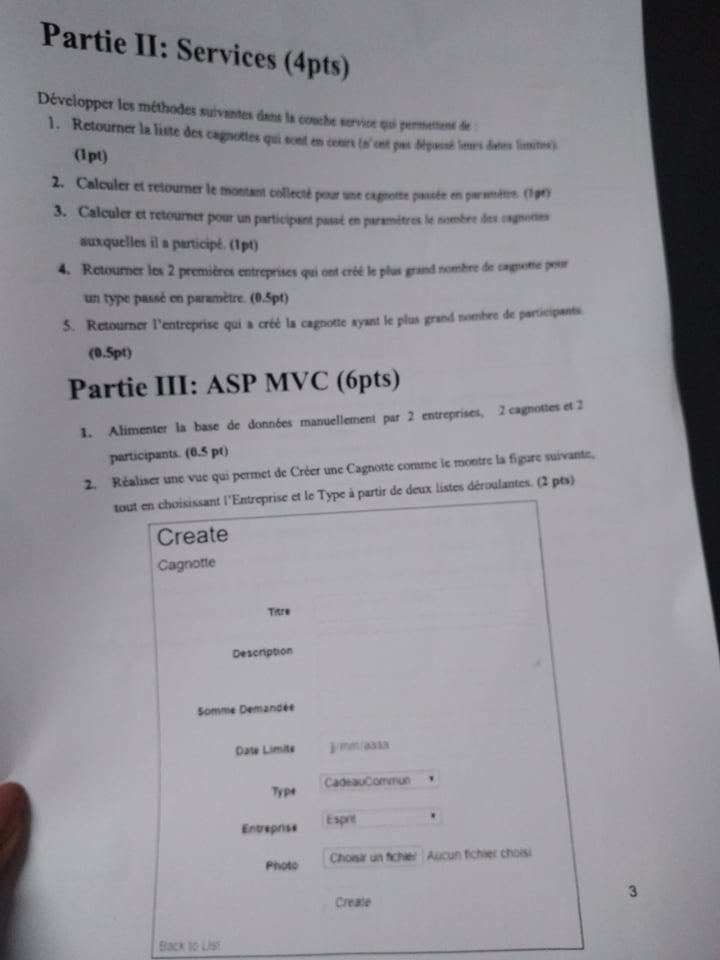 Partie II: Services (4pts)
Développer les méthodes suivantes dans la couche service qui permettent de :
1. Retourner la liste des cagnottes qui sont en cours (n'ont pas dépassé leurs dates limites).
(1pt)
2. Calculer et retourner le montant collecté pour une cagnotte passée en paramètre. (1pt)
3. Calculer et retourner pour un participant passé en paramètres le nombre des cagnottes
auxquelles il a participé. (1pt)
4. Retourner les 2 premières entreprises qui ont créé le plus grand nombre de cagnotte pour
un type passé en paramètre. (0.5pt)
5. Retourner l'entreprise qui a créé la cagnotte ayant le plus grand nombre de participants.
(0.5pt)
Partie III: ASP MVC (6pts)
1. Alimenter la base de données manuellement par 2 entreprises, 2 cagnottes et 2
participants. (0.5 pt)
2. Réaliser une vue qui permet de Créer une Cagnotte comme le montre la figure suivante,
tout en choisissant l'Entreprise et le Type à partir de deux listes déroulantes. (2 pts)
Create
Cagnotte
Titre
Description
Somme Demandée
Date Limite jj/mm/aaaa
Type CadeauCommun
Entreprise Esprit
Photo Choisir un fichier Aucun fichier choisi
Create
Back to List
3